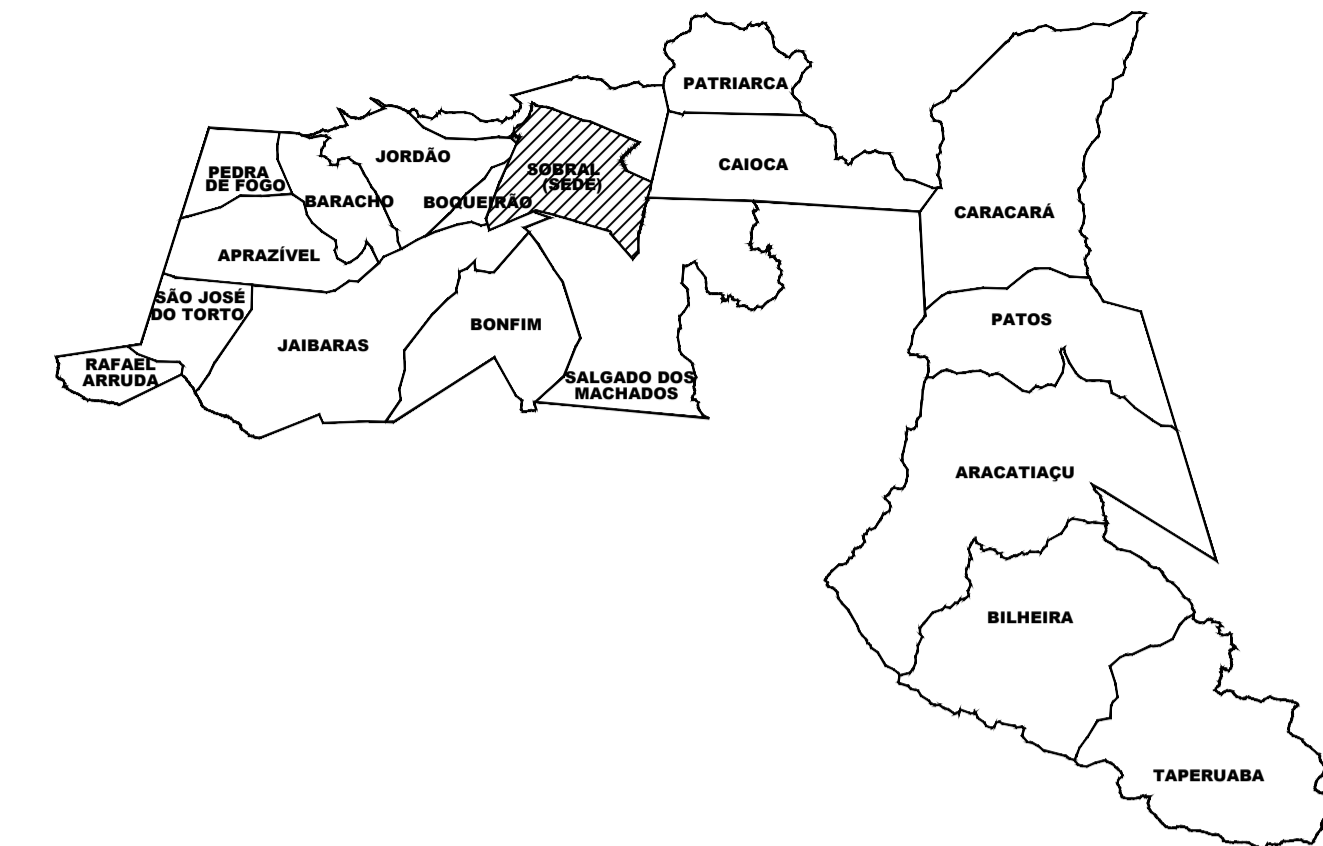 PATRIARCA
CAIOCA
JORDÃO
SOBRAL
(SEDE)
PEDRA
DE FOGO
BARACHO
BOQUEIRÃO
CARACARÁ
APRAZÍVEL
SÃO JOSÉ
DO TORTO
PATOS
BONFIM
JAIBARAS
RAFAEL
ARRUDA
SALGADO DOS
MACHADOS
ARACATIAÇU
BILHEIRA
TAPERUABA